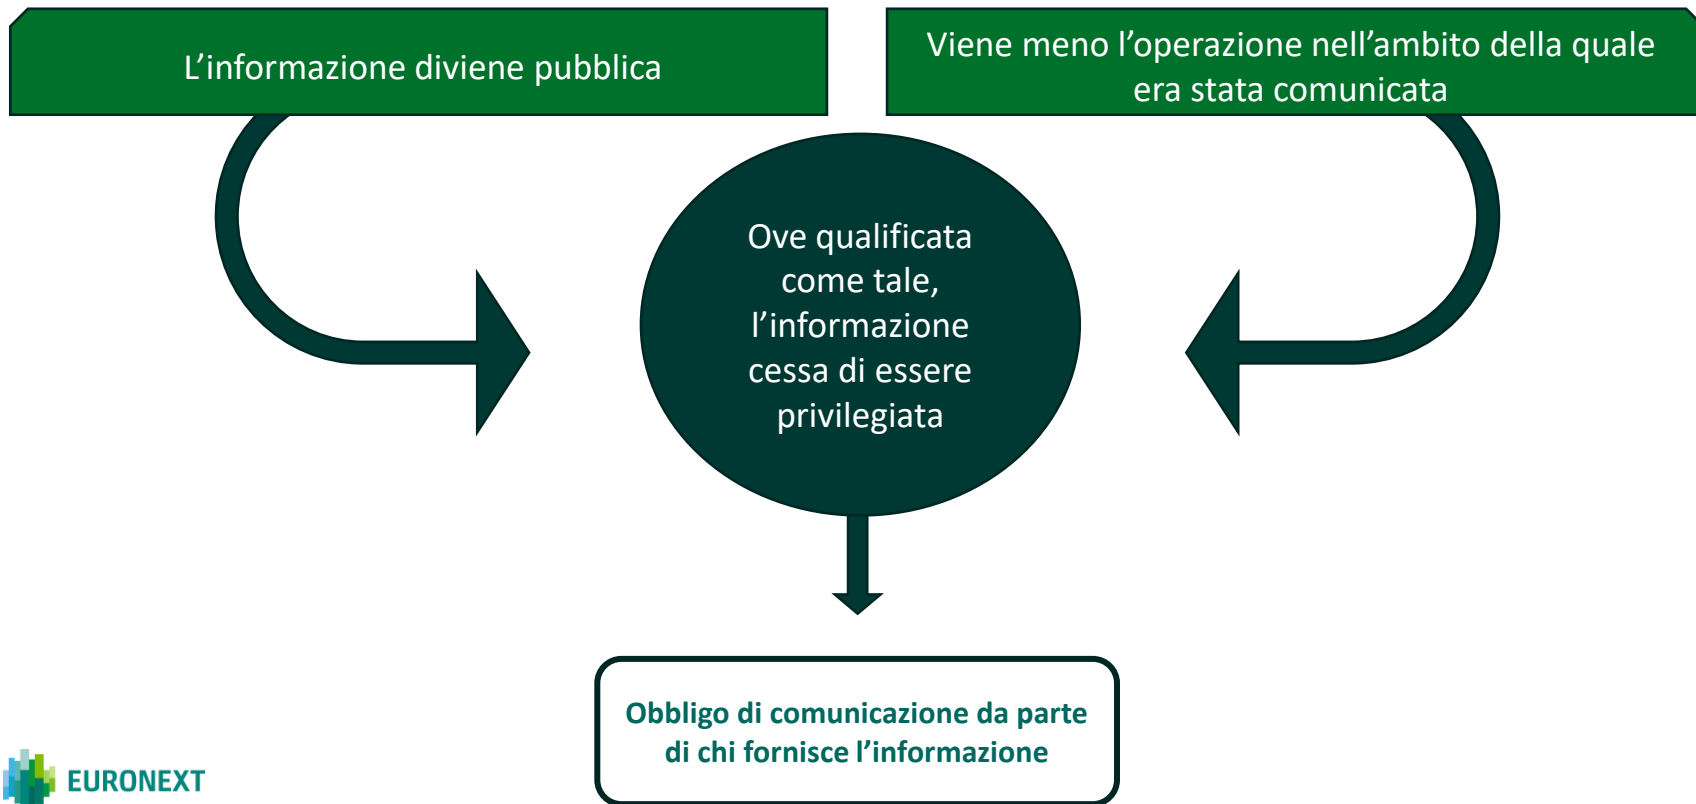 L’informazione diviene pubblica
Viene meno l’operazione nell’ambito della quale
era stata comunicata
Ove qualificata
come tale,
l’informazione
cessa di essere
privilegiata
Obbligo di comunicazione da parte
di chi fornisce l’informazione
EURONEXT